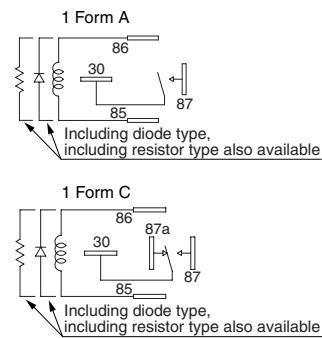 1 Form A
86
30
87
85
Including diode type,
including resistor type also available
1 Form C
86
87a
30
87
85
Including diode type,
including resistor type also available